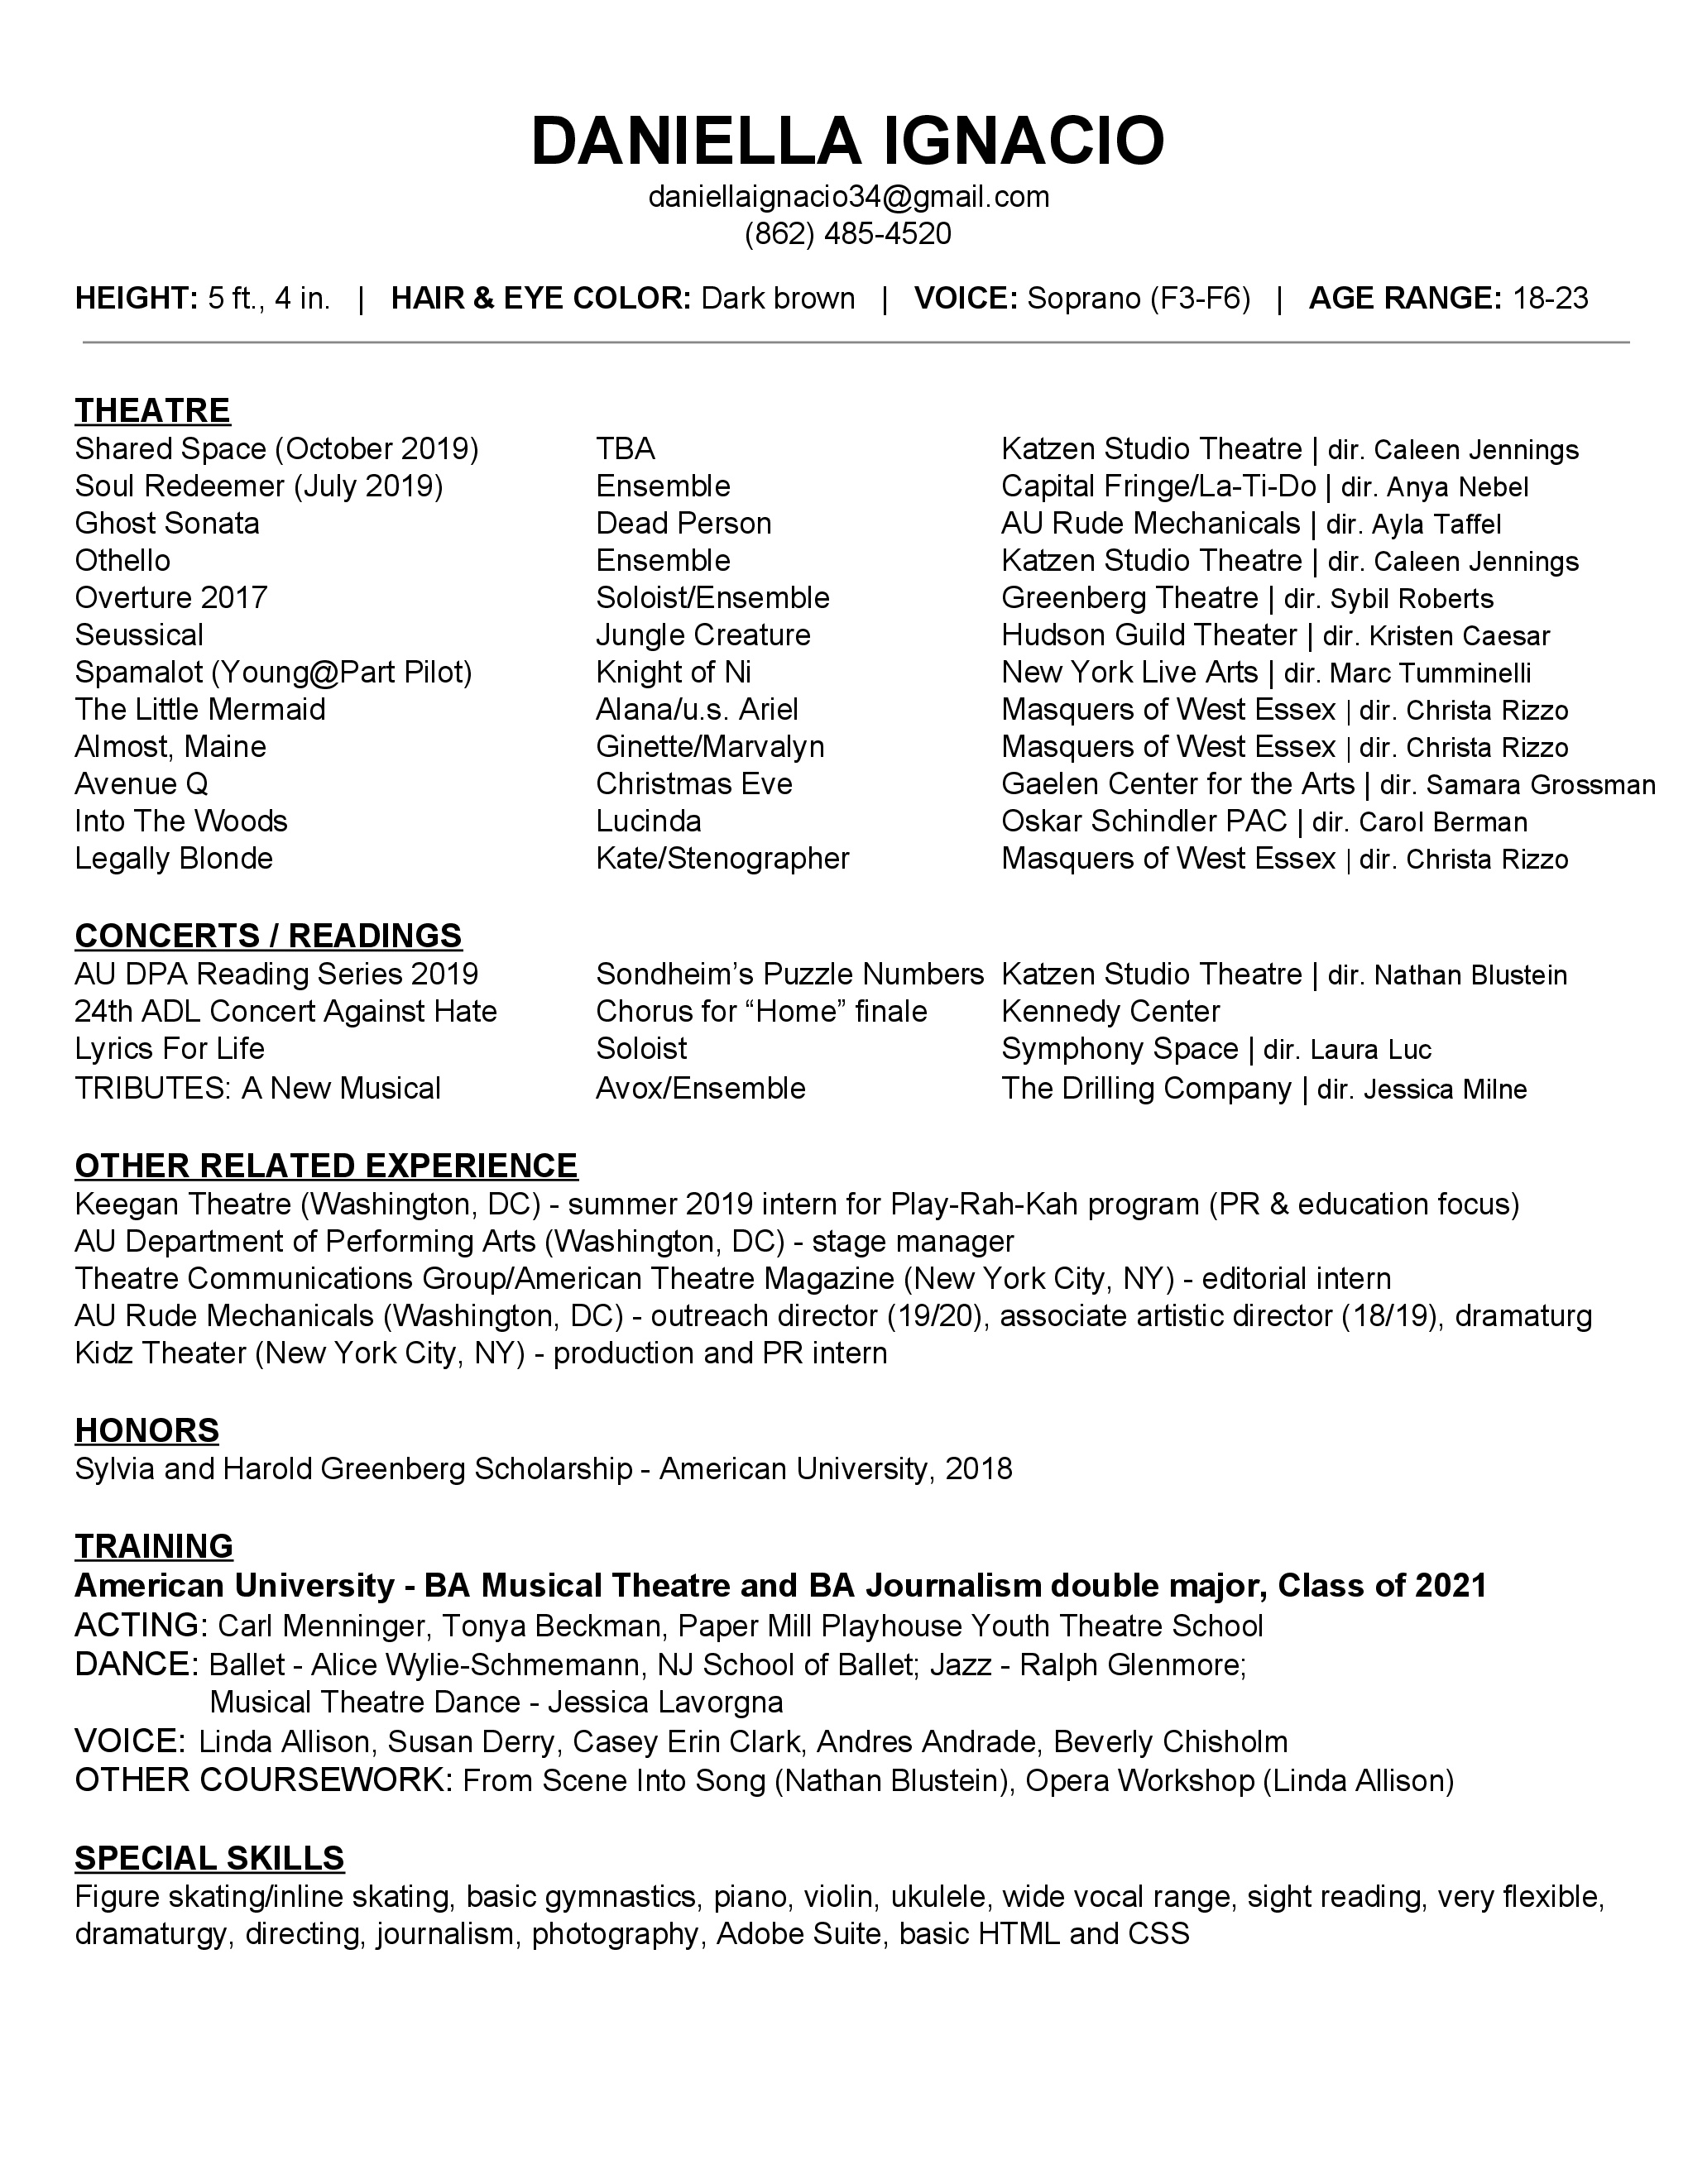 DANIELLA IGNACIO
daniellaignacio34@gmail.com
(862) 485-4520
HEIGHT: 5 ft., 4 in. | HAIR & EYE COLOR: Dark brown | VOICE: Soprano (F3-F6) | AGE RANGE: 18-23
THEATRE
Shared Space (October 2019) TBA Katzen Studio Theatre | dir. Caleen Jennings
Soul Redeemer (July 2019) Ensemble Capital Fringe/La-Ti-Do | dir. Anya Nebel
Ghost Sonata Dead Person AU Rude Mechanicals | dir. Ayla Taffel
Othello Ensemble Katzen Studio Theatre | dir. Caleen Jennings
Overture 2017 Soloist/Ensemble Greenberg Theatre | dir. Sybil Roberts
Seussical Jungle Creature Hudson Guild Theater | dir. Kristen Caesar
Spamalot (Young@Part Pilot) Knight of Ni New York Live Arts | dir. Marc Tumminelli
The Little Mermaid Alana/u.s. Ariel Masquers of West Essex | dir. Christa Rizzo
Almost, Maine Ginette/Marvalyn Masquers of West Essex | dir. Christa Rizzo
Avenue Q Christmas Eve Gaelen Center for the Arts | dir. Samara Grossman
Into The Woods Lucinda Oskar Schindler PAC | dir. Carol Berman
Legally Blonde Kate/Stenographer Masquers of West Essex | dir. Christa Rizzo
CONCERTS / READINGS
AU DPA Reading Series 2019 Sondheim’s Puzzle Numbers Katzen Studio Theatre | dir. Nathan Blustein
24th ADL Concert Against Hate Chorus for “Home” finale Kennedy Center
Lyrics For Life Soloist Symphony Space | dir. Laura Luc
TRIBUTES: A New Musical Avox/Ensemble The Drilling Company | dir. Jessica Milne
OTHER RELATED EXPERIENCE
Keegan Theatre (Washington, DC) - summer 2019 intern for Play-Rah-Kah program (PR & education focus)
AU Department of Performing Arts (Washington, DC) - stage manager
Theatre Communications Group/American Theatre Magazine (New York City, NY) - editorial intern
AU Rude Mechanicals (Washington, DC) - outreach director (19/20), associate artistic director (18/19), dramaturg
Kidz Theater (New York City, NY) - production and PR intern
HONORS
Sylvia and Harold Greenberg Scholarship - American University, 2018
TRAINING
American University - BA Musical Theatre and BA Journalism double major, Class of 2021
ACTING: Carl Menninger, Tonya Beckman, Paper Mill Playhouse Youth Theatre School
DANCE: Ballet - Alice Wylie-Schmemann, NJ School of Ballet; Jazz - Ralph Glenmore;
Musical Theatre Dance - Jessica Lavorgna
VOICE: Linda Allison, Susan Derry, Casey Erin Clark, Andres Andrade, Beverly Chisholm
OTHER COURSEWORK: From Scene Into Song (Nathan Blustein), Opera Workshop (Linda Allison)
SPECIAL SKILLS
Figure skating/inline skating, basic gymnastics, piano, violin, ukulele, wide vocal range, sight reading, very flexible,
dramaturgy, directing, journalism, photography, Adobe Suite, basic HTML and CSS